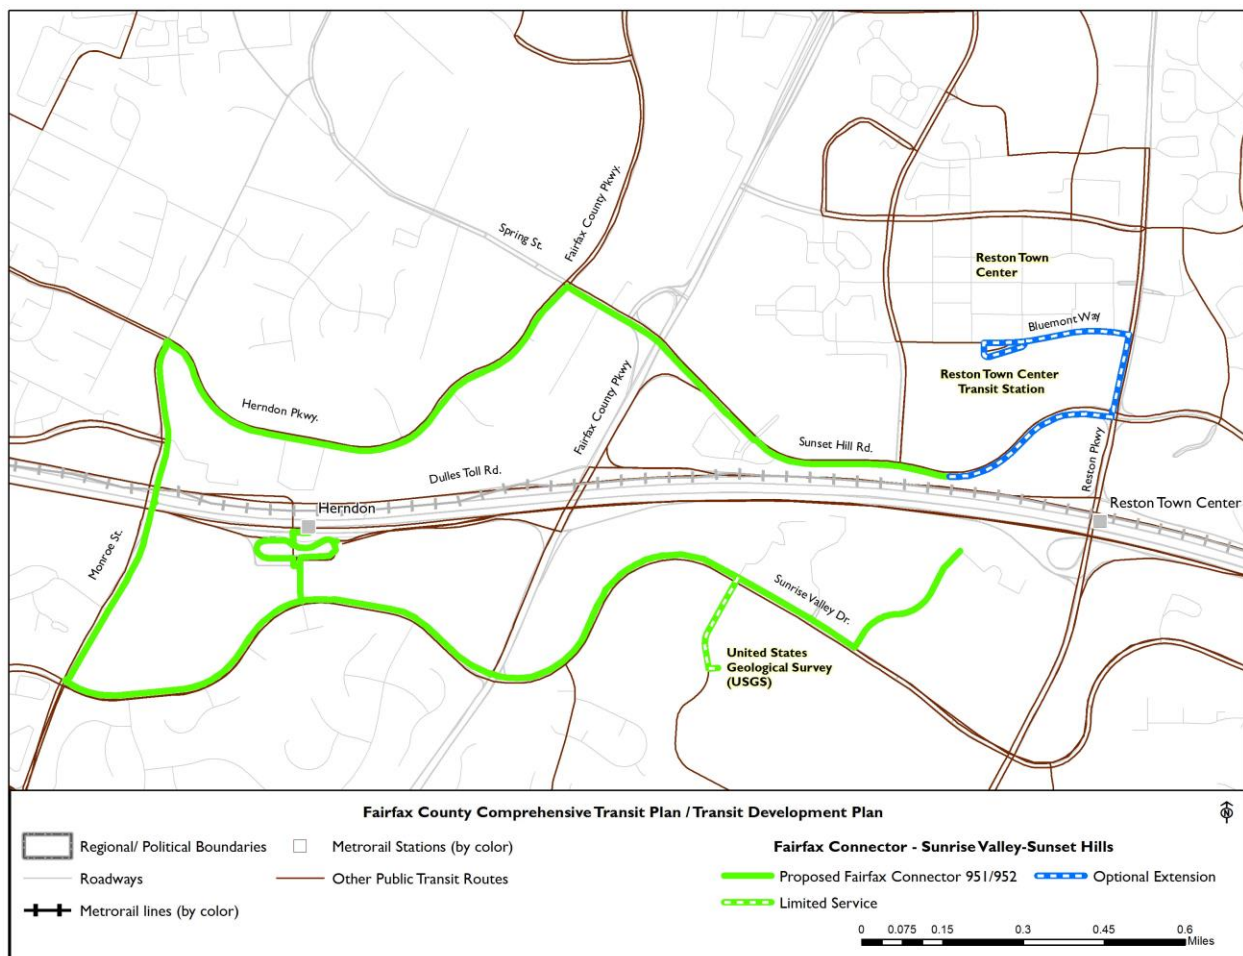 Spring St.
Fairfax County Pkwy.
Reston Town
Center
Bluemont Way
Reston Town Center
Transit Station
Herndon Pkwy.
Fairfax County Pkwy
Sunset Hill Rd.
Reston Pkwy
Dulles Toll Rd.
Herndon
Reston Town Center
Monroe St.
Sunrise Valley Dr.
United States
Geological Survey
(USGS)
Fairfax County Comprehensive Transit Plan / Transit Development Plan
N
Regional/ Political Boundaries
Metrorail Stations (by color)
Roadways
Other Public Transit Routes
Metrorail lines (by color)
Fairfax Connector - Sunrise Valley-Sunset Hills
Proposed Fairfax Connector 951/952
Optional Extension
Limited Service
0 0.075 0.15 0.3 0.45 0.6
Miles